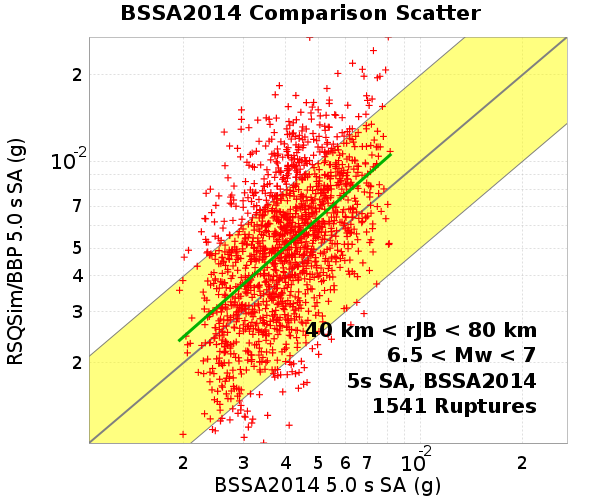 BSSA2014 Comparison Scatter
RSQSim/BBP 5.0 s SA (g)
2
10-2
7
5
4
3
2
40 km < rJB < 80 km
6.5 < Mw < 7
5s SA, BSSA2014
1541 Ruptures
2 3 4 5 6 7 10-2 2
BSSA2014 5.0 s SA (g)